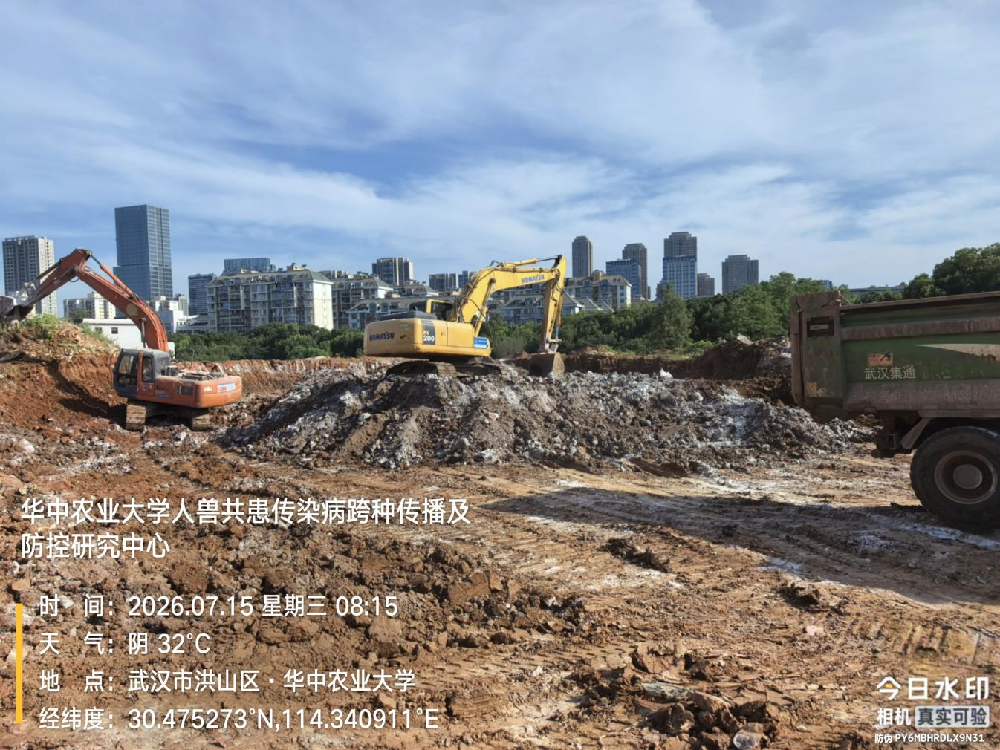 KOMATSU
KOMATSU
PC
200
武汉集通
华中农业大学人兽共患传染病跨种传播及
防控研究中心
时 间：2026.07.15 星期三 08:15
天 气：阴 32°C
地 点：武汉市洪山区·华中农业大学
经纬度：30.475273°N,114.340911°E
今日水印
相机 真实可验
防伪 PY6MBHRDLX9N31